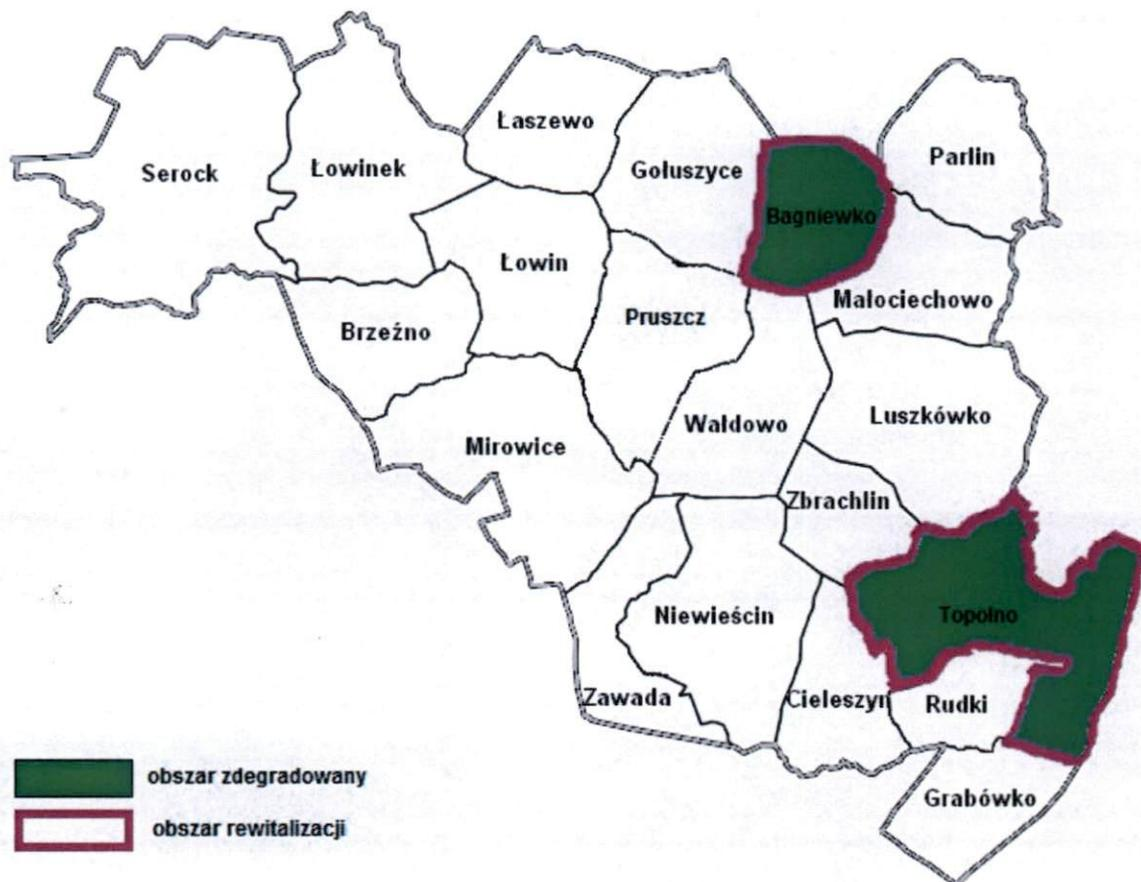 Łaszewo
Gołuszyce
Parlin
Serock
Łowinek
Bagniewko
Łowin
Małociechowo
Pruszcz
Brzeźno
Luszkówko
Wałdowo
Mirowice
Zbrachlin
Topolno
Niewieścin
Zawada
Cieleszyn
Rudki
Grabówko
obszar zdegradowany
obszar rewitalizacji